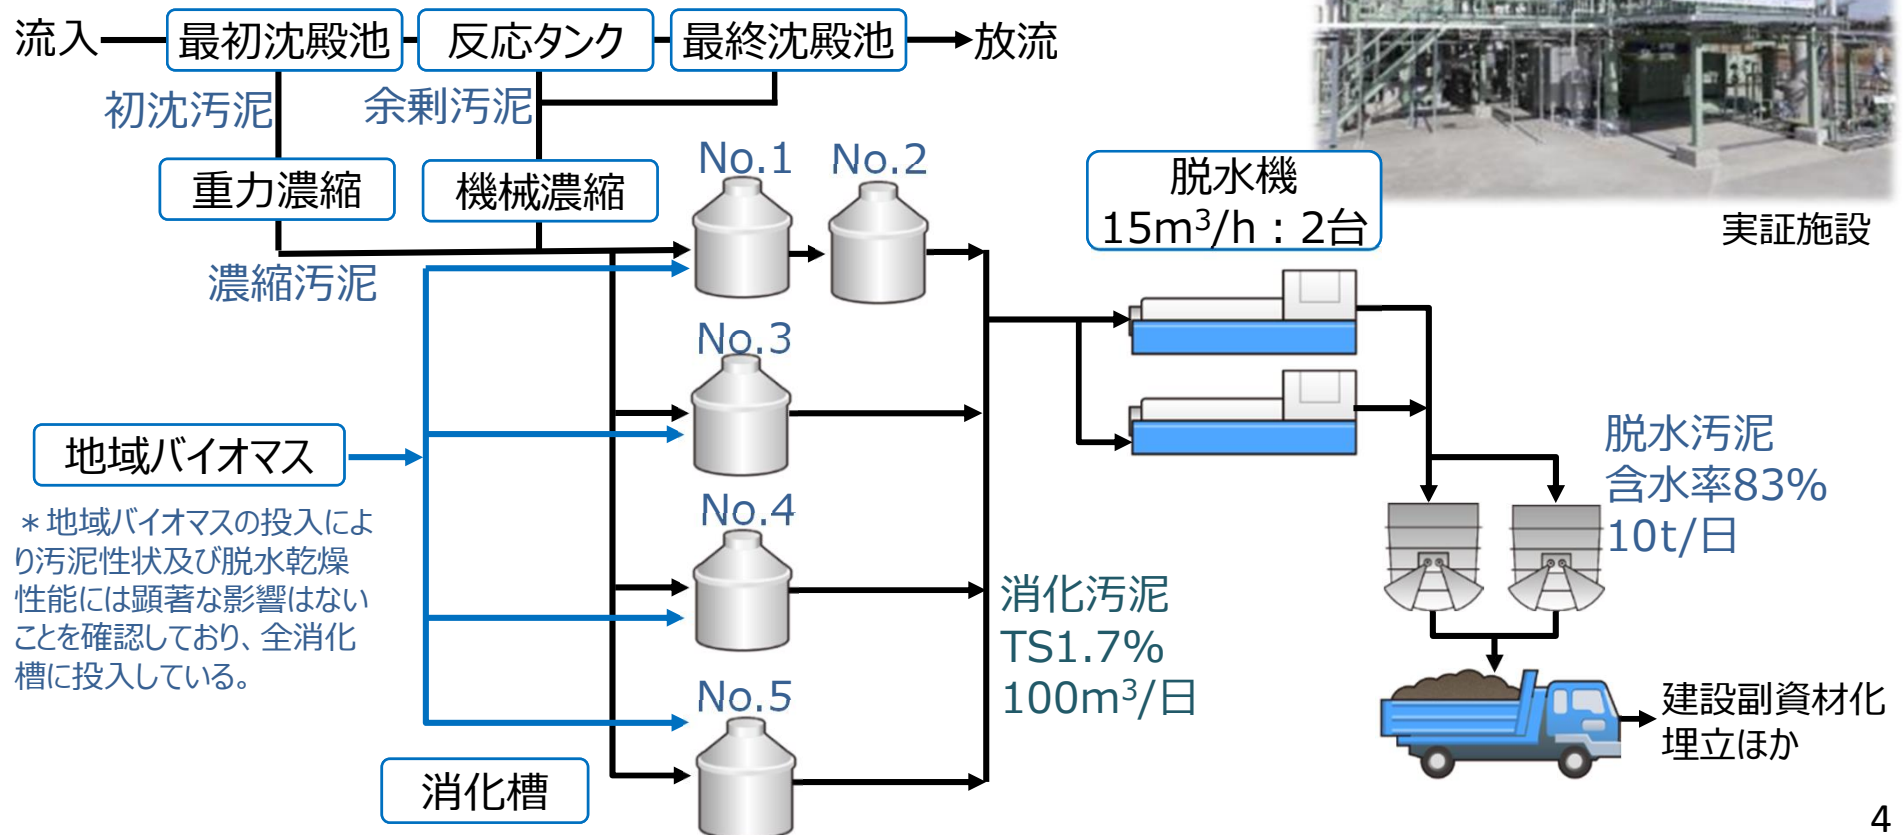 流入
最初沈殿池
反応タンク
最終沈殿池
放流
初沈汚泥
余剰汚泥
重力濃縮
機械濃縮
濃縮汚泥
No.1
No.2
No.3
No.4
No.5
脱水機
15m³/h：2台
実証施設
地域バイオマス
＊地域バイオマスの投入によ
り汚泥性状及び脱水乾燥
性能には顕著な影響はない
ことを確認しており、全消化
槽に投入している。
消化槽
消化汚泥
TS1.7%
100m³/日
脱水汚泥
含水率83%
10t/日
建設副資材化
埋立ほか
4